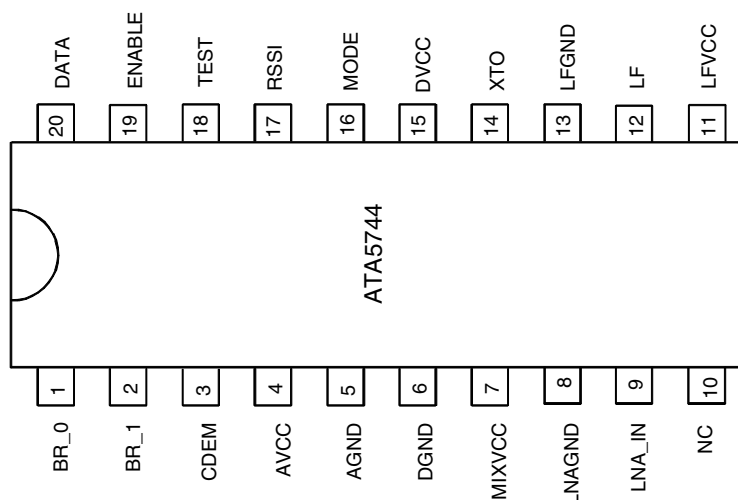 DATA
ENABLE
TEST
RSSI
MODE
DVCC
XTO
LFGND
LF
LFVCC
20
19
18
17
16
15
14
13
12
11
ATA5744
1
2
3
4
5
6
7
8
9
10
BR_0
BR_1
CDEM
AVCC
AGND
DGND
MIXVCC
LNAGND
LNA_IN
NC